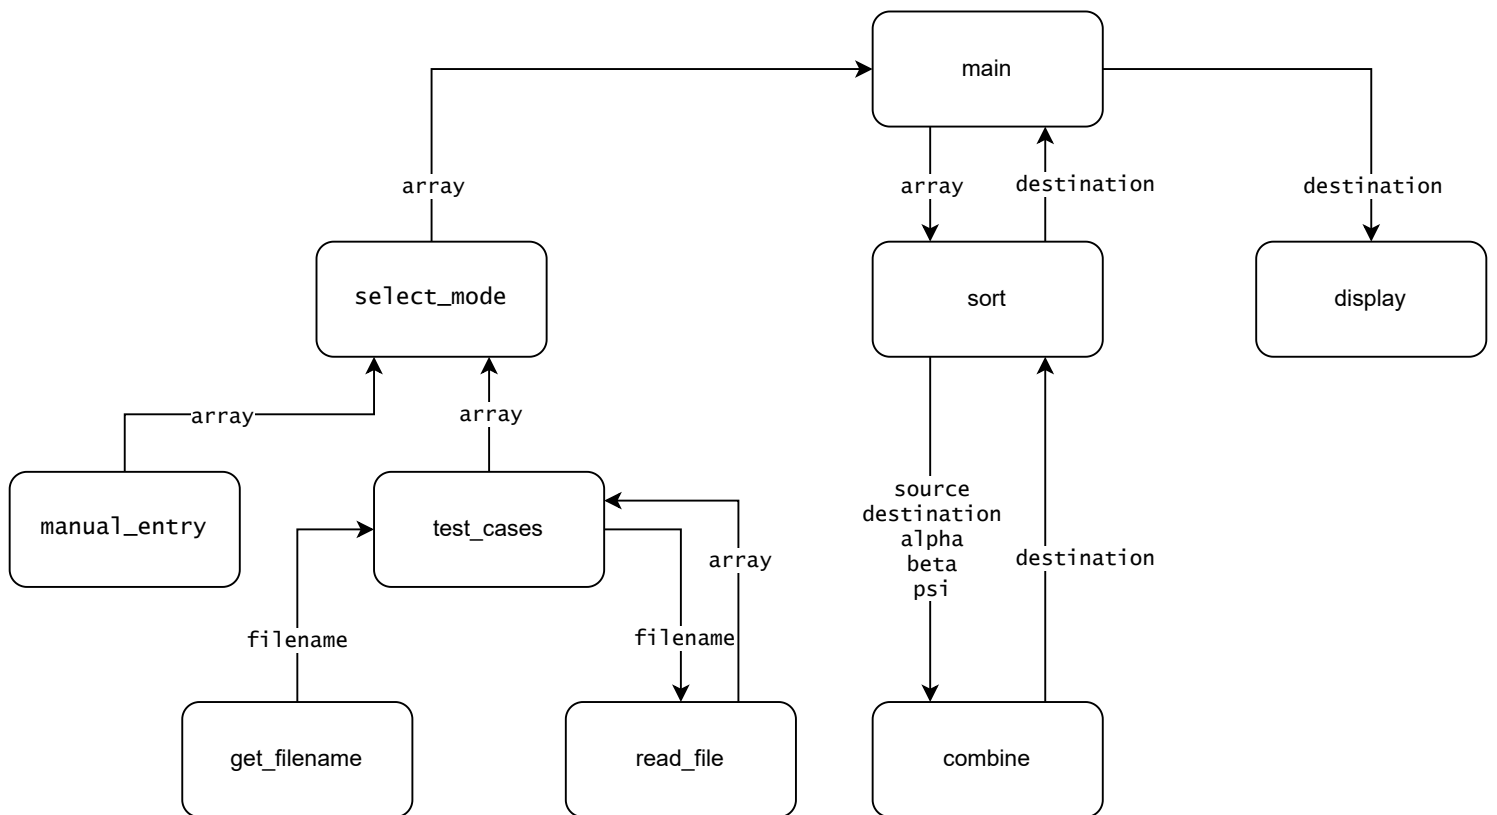 main
array
array
destination
destination
select_mode
sort
display
array
array
manual_entry
test_cases
source
destination
alpha
beta
psi
array
destination
filename
filename
get_filename
read_file
combine